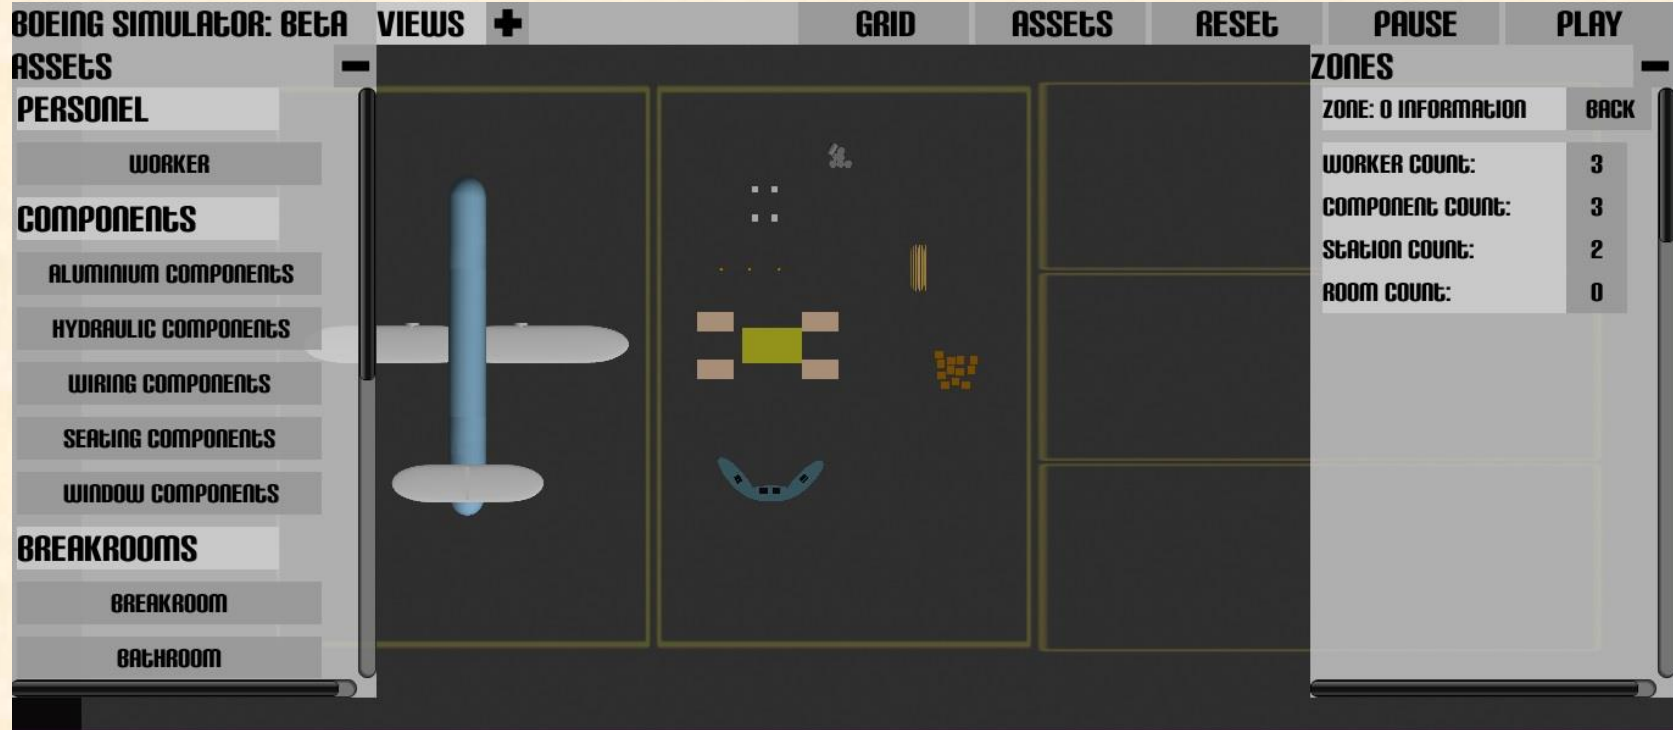 BOEING SIMULATOR: BETA VIEWS + GRID ASSETS RESET PAUSE PLAY
ASSETS
PERSONEL
WORKER
COMPONENTS
ALUMINIUM COMPONENTS
HYDRAULIC COMPONENTS
WIRING COMPONENTS
SEATING COMPONENTS
WINDOW COMPONENTS
BREAKROOMS
BREAKROOM
BATHROOM
ZONES
ZONE: 0 INFORMATION BACK
WORKER COUNT: 3
COMPONENT COUNT: 3
STATION COUNT: 2
ROOM COUNT: 0